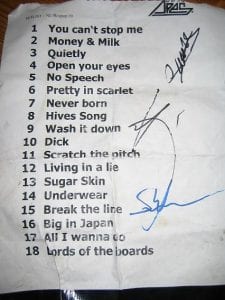 1 You can't stop me
2 Money & Milk
3 Quietly
4 Open your eyes
5 No Speech
6 Pretty in scarlet
7 Never born
8 Hives Song
9 Wash it down
10 Dick
11 Scratch the pitch
12 Living in a lie
13 Sugar Skin
14 Underwear
15 Break the line
16 Big in Japan
17 All I wanna do
18 Lords of the boards